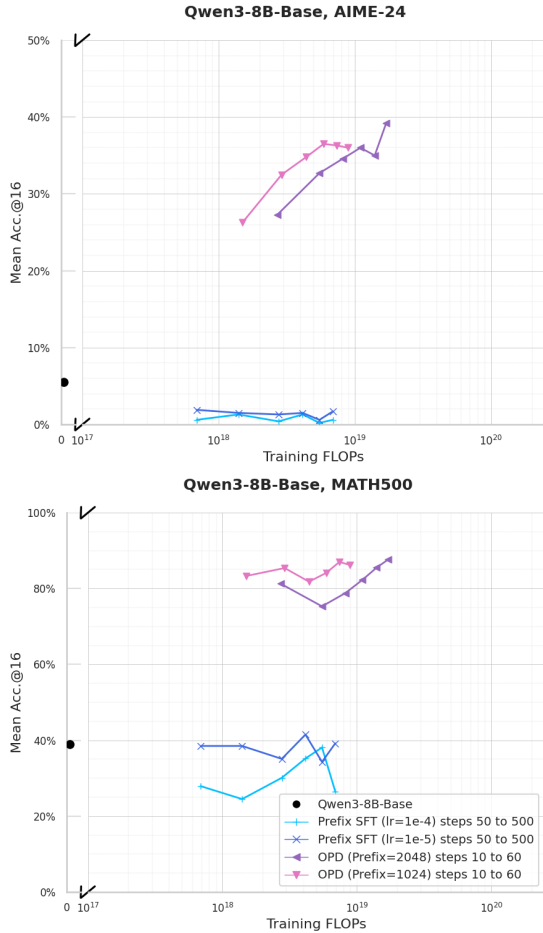 Qwen3-8B-Base, AIME-24
50%
40%
30%
20%
10%
0%
Mean Acc.@16
0 10^17 10^18 10^19 10^20
Training FLOPs
Qwen3-8B-Base, MATH500
100%
80%
60%
40%
20%
0%
Mean Acc.@16
Qwen3-8B-Base
Prefix SFT (lr=1e-4) steps 50 to 500
Prefix SFT (lr=1e-5) steps 50 to 500
OPD (Prefix=2048) steps 10 to 60
OPD (Prefix=1024) steps 10 to 60
0 10^17 10^18 10^19 10^20
Training FLOPs